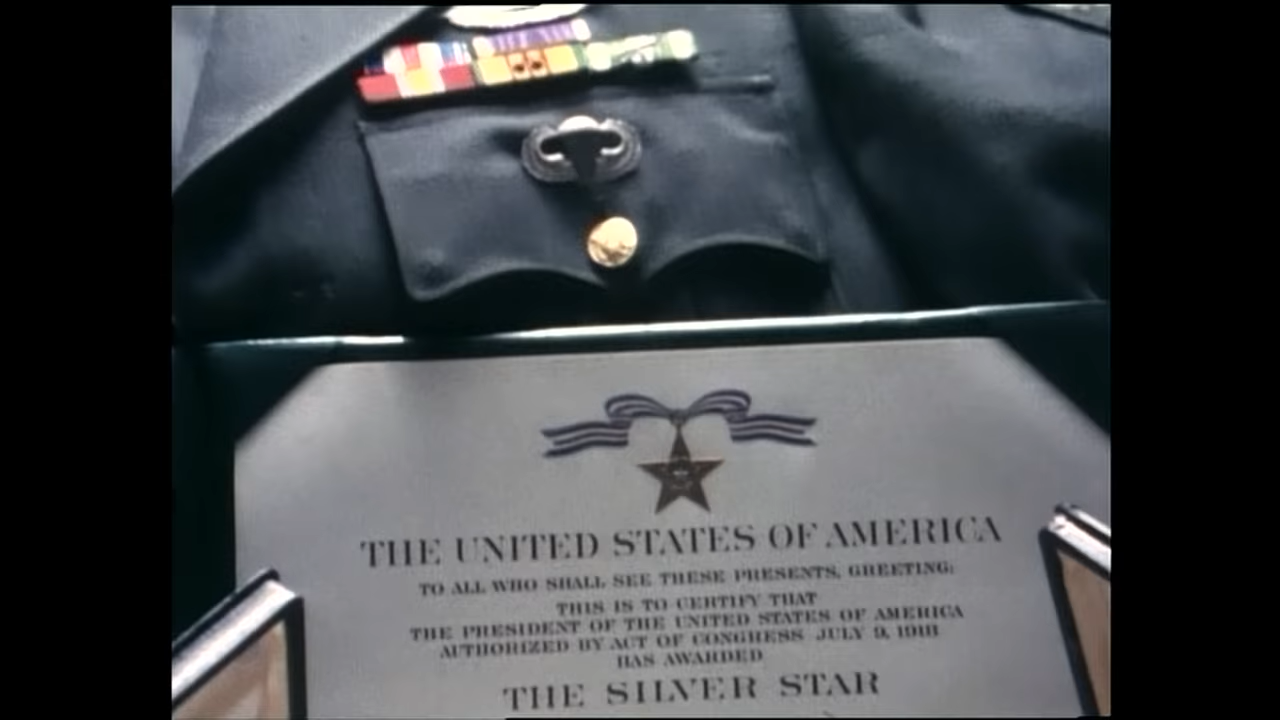 THE UNITED STATES OF AMERICA
TO ALL WHO SHALL SEE THESE PRESENTS, GREETING:
THIS IS TO CERTIFY THAT
THE PRESIDENT OF THE UNITED STATES OF AMERICA
AUTHORIZED BY ACT OF CONGRESS JULY 9, 1918
HAS AWARDED
THE SILVER STAR